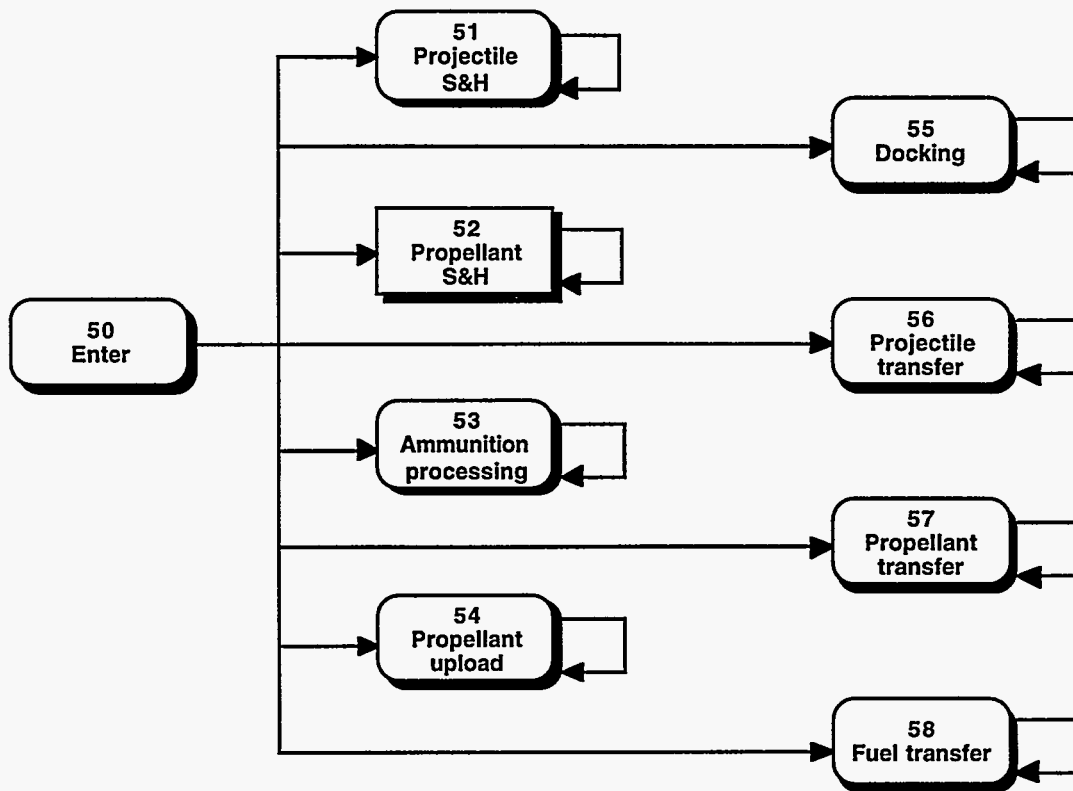 51
Projectile
S&H
55
Docking
52
Propellant
S&H
50
Enter
56
Projectile
transfer
53
Ammunition
processing
57
Propellant
transfer
54
Propellant
upload
58
Fuel transfer